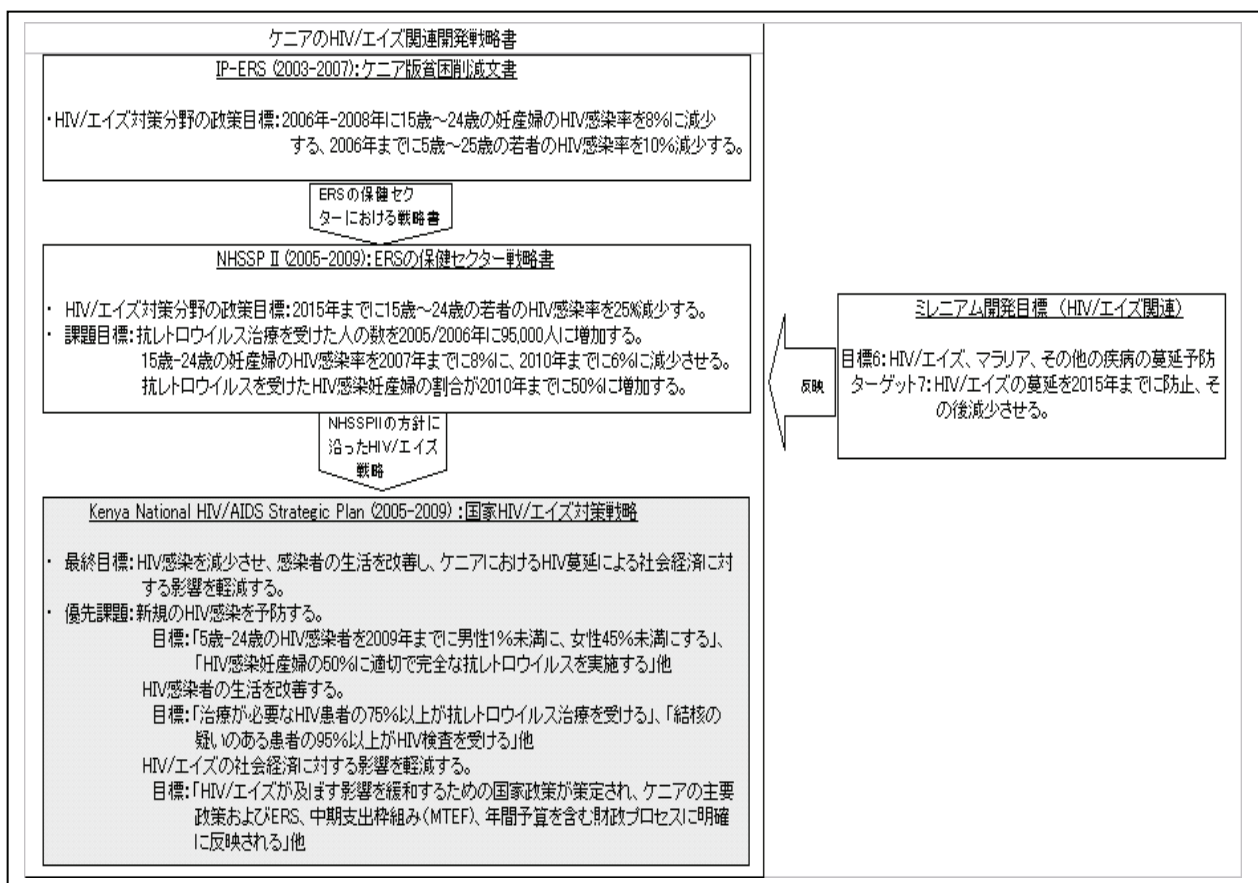 ケニアのHIV/エイズ関連開発戦略書
IP-ERS (2003-2007):ケニア版貧困削減文書
・HIV/エイズ対策分野の政策目標:2006年-2008年に15歳～24歳の妊産婦のHIV感染率を8%に減少
する、2006年までに5歳～25歳の若者のHIV感染率を10%減少する。
ERSの保健セク
ターにおける戦略書
NHSSP II (2005-2009):ERSの保健セクター戦略書
・ HIV/エイズ対策分野の政策目標:2015年までに15歳～24歳の若者のHIV感染率を25%減少する。
・ 課題目標:抗レトロウイルス治療を受けた人の数を2005/2006年に95,000人に増加する。
15歳-24歳の妊産婦のHIV感染率を2007年までに8%に、2010年までに6%に減少させる。
抗レトロウイルスを受けたHIV感染妊産婦の割合が2010年までに50%に増加する。
NHSSPIIの方針に
沿ったHIV/エイズ
戦略
Kenya National HIV/AIDS Strategic Plan (2005-2009) :国家HIV/エイズ対策戦略
・ 最終目標:HIV感染を減少させ、感染者の生活を改善し、ケニアにおけるHIV蔓延による社会経済に対
する影響を軽減する。
・ 優先課題:新規のHIV感染を予防する。
目標:「5歳-24歳のHIV感染者を2009年までに男性1%未満に、女性45%未満にする」、
「HIV感染妊産婦の50%に適切で完全な抗レトロウイルスを実施する」他
HIV感染者の生活を改善する。
目標:「治療が必要なHIV患者の75%以上が抗レトロウイルス治療を受ける」、「結核の
疑いのある患者の95%以上がHIV検査を受ける」他
HIV/エイズの社会経済に対する影響を軽減する。
目標:「HIV/エイズが及ぼす影響を緩和するための国家政策が策定され、ケニアの主要
政策およびERS、中期支出枠組み(MTEF)、年間予算を含む財政プロセスに明確
に反映される」他
反映
ミレニアム開発目標 (HIV/エイズ関連)
目標6:HIV/エイズ、マラリア、その他の疾病の蔓延予防
ターゲット7:HIV/エイズの蔓延を2015年までに防止、そ
の後減少させる。